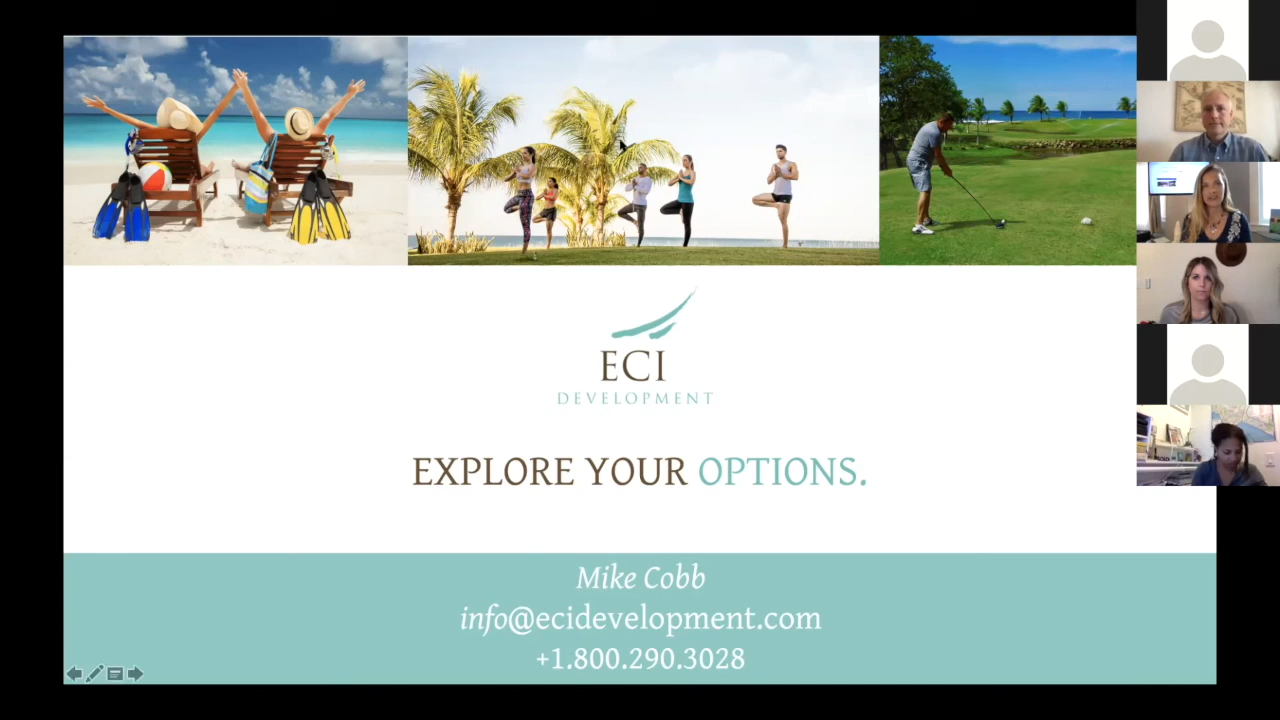 ECI
DEVELOPMENT
EXPLORE YOUR OPTIONS.
Mike Cobb
info@ecidevelopment.com
+1.800.290.3028